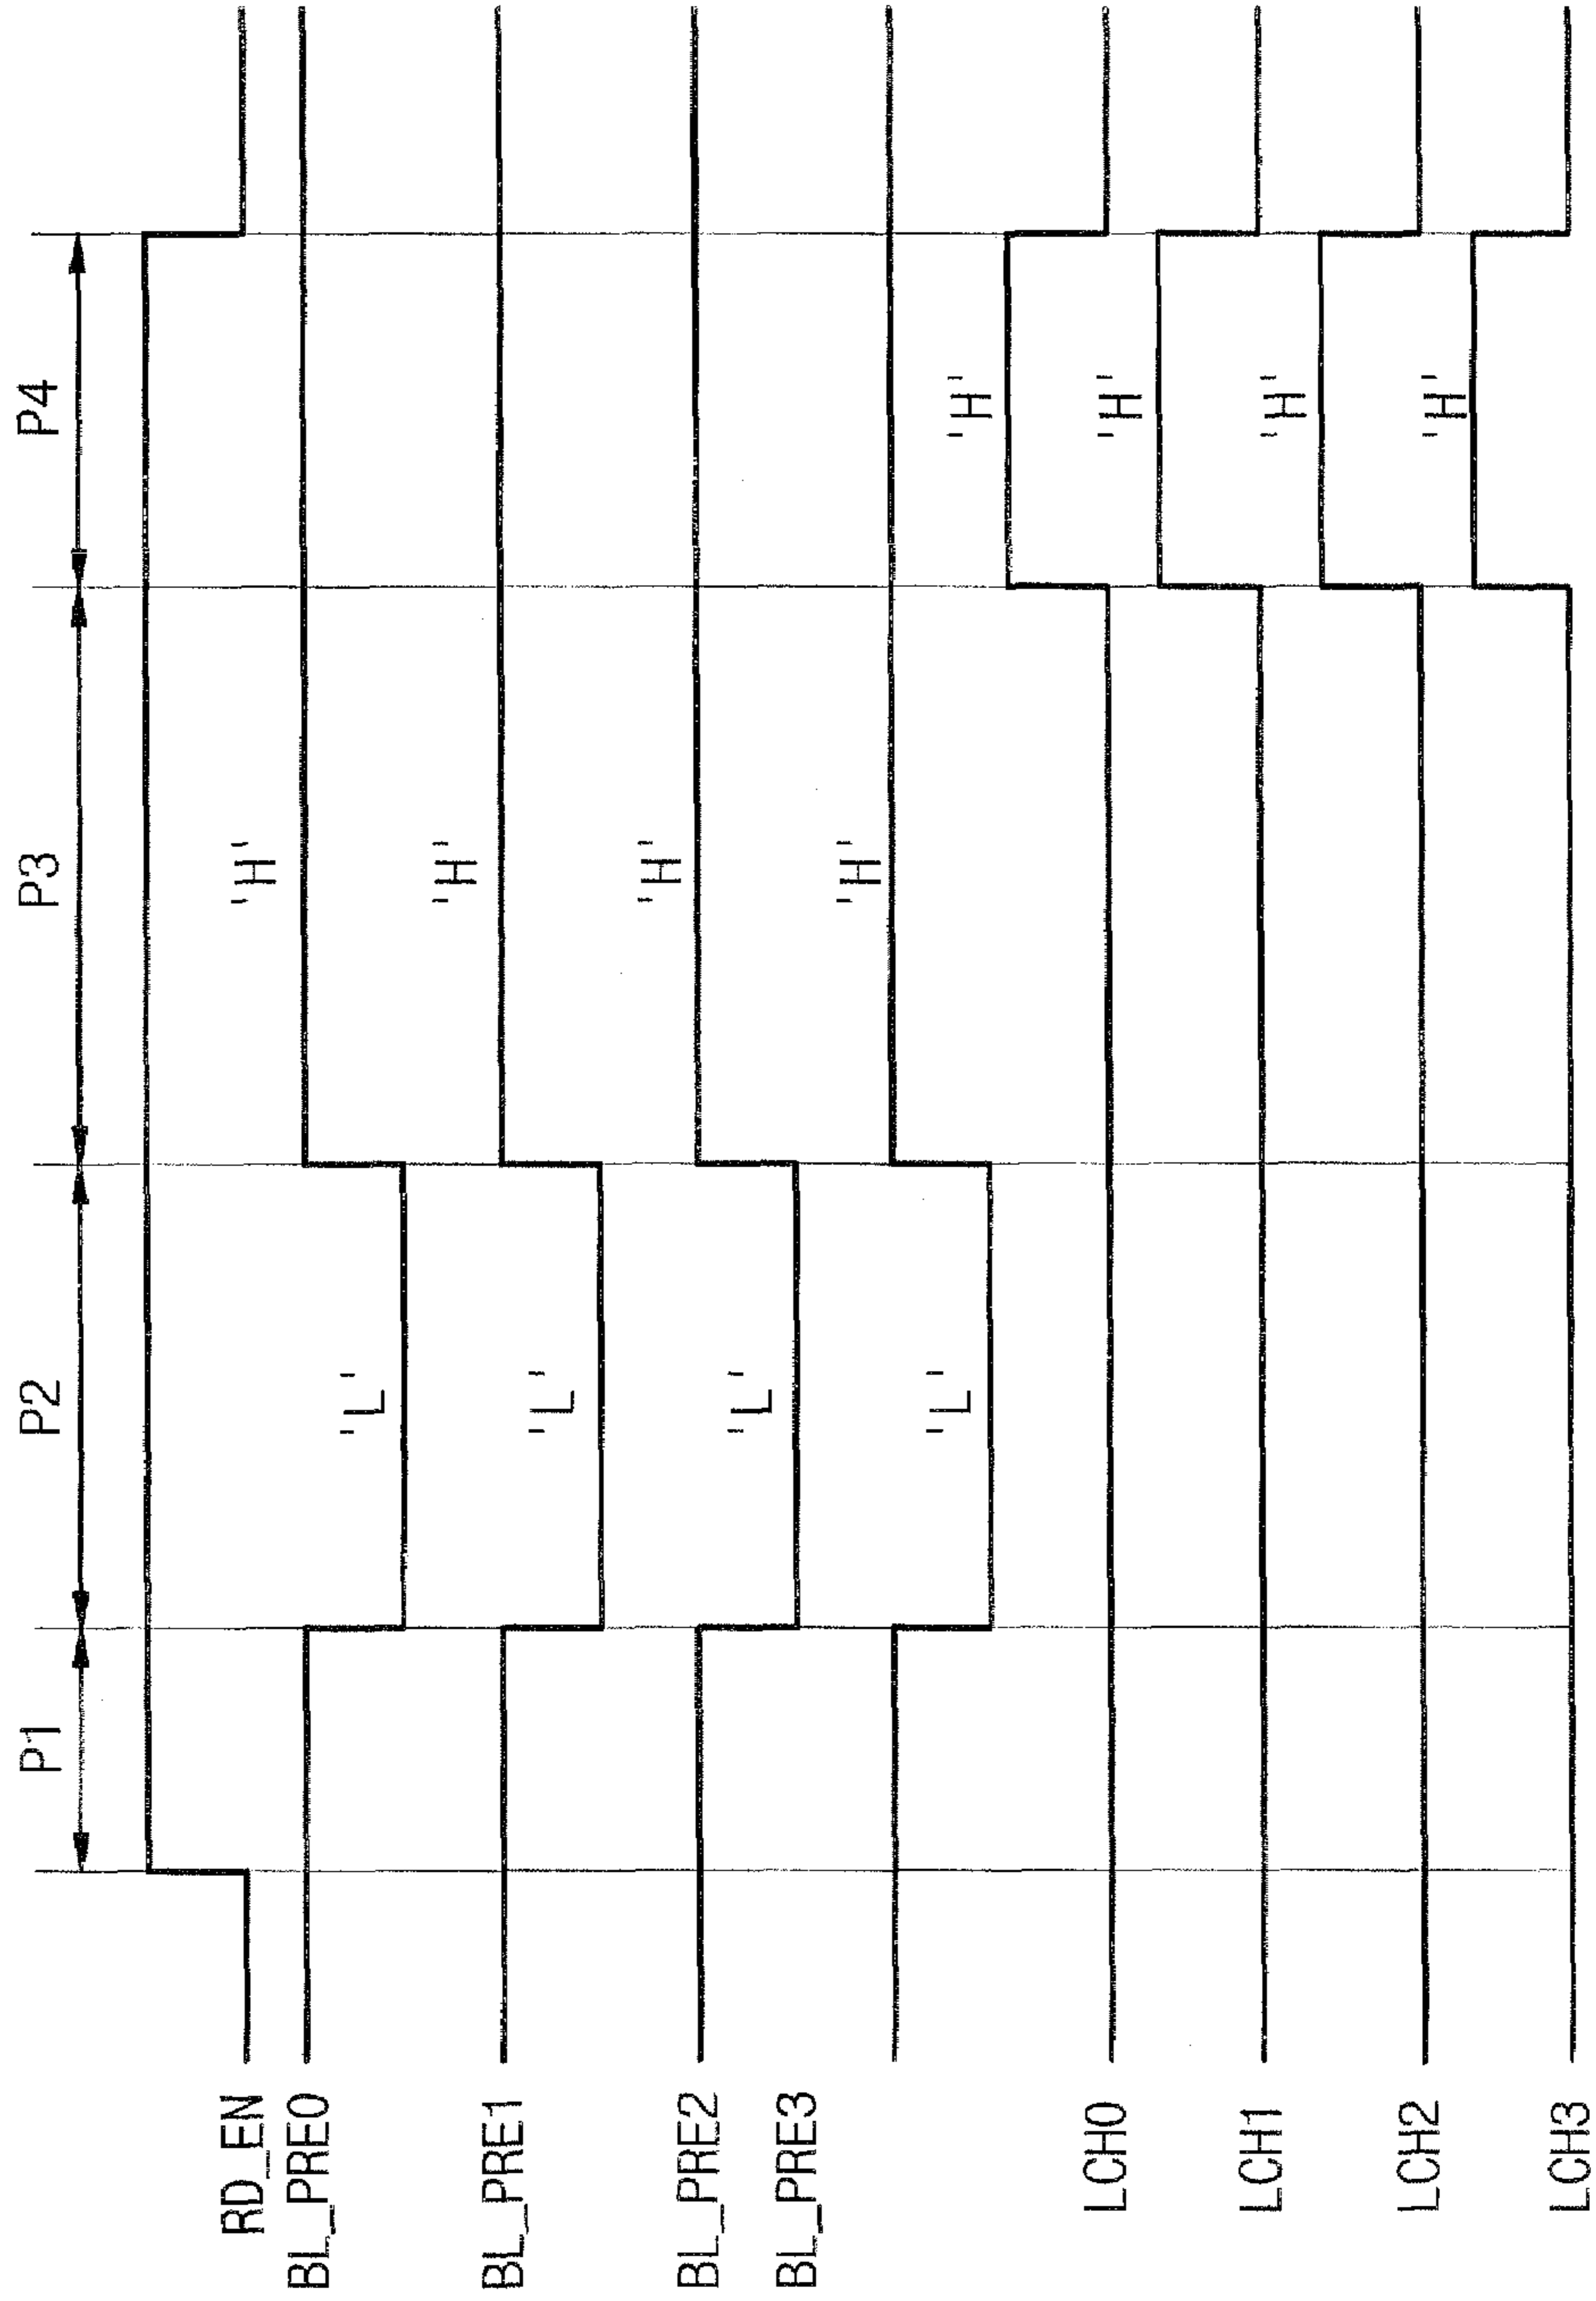 P1 P2 P3 P4
RD_EN
BL_PRE0 'L' 'H'
BL_PRE1 'L' 'H'
BL_PRE2 'L' 'H'
BL_PRE3 'L' 'H'
LCH0 'H'
LCH1 'H'
LCH2 'H'
LCH3 'H'